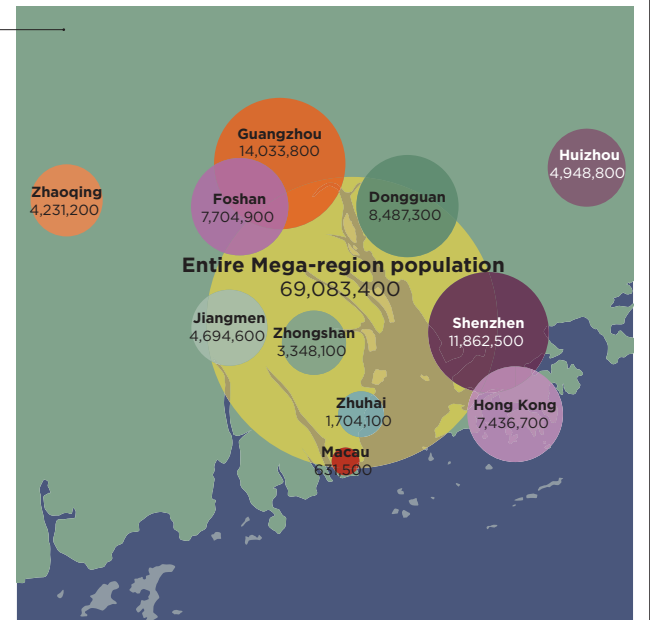 Guangzhou
14,033,800
Huizhou
4,948,800
Zhaoqing
4,231,200
Foshan
7,704,900
Dongguan
8,487,300
Entire Mega-region population
69,083,400
Jiangmen
4,694,600
Zhongshan
3,348,100
Shenzhen
11,862,500
Zhuhai
1,704,100
Hong Kong
7,436,700
Macau
631,500